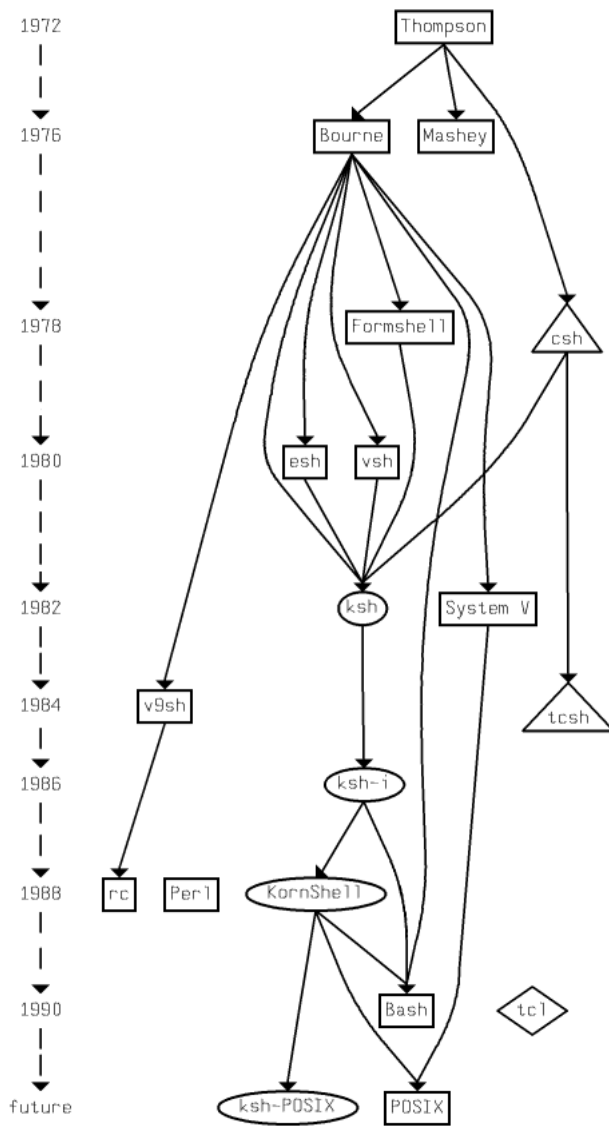 1972
Thompson
1976
Bourne
Mashey
1978
Formshell
csh
1980
esh
vsh
1982
ksh
System V
1984
v9sh
tcsh
1986
ksh-i
1988
rc
Perl
KornShell
1990
Bash
tcl
future
ksh-POSIX
POSIX